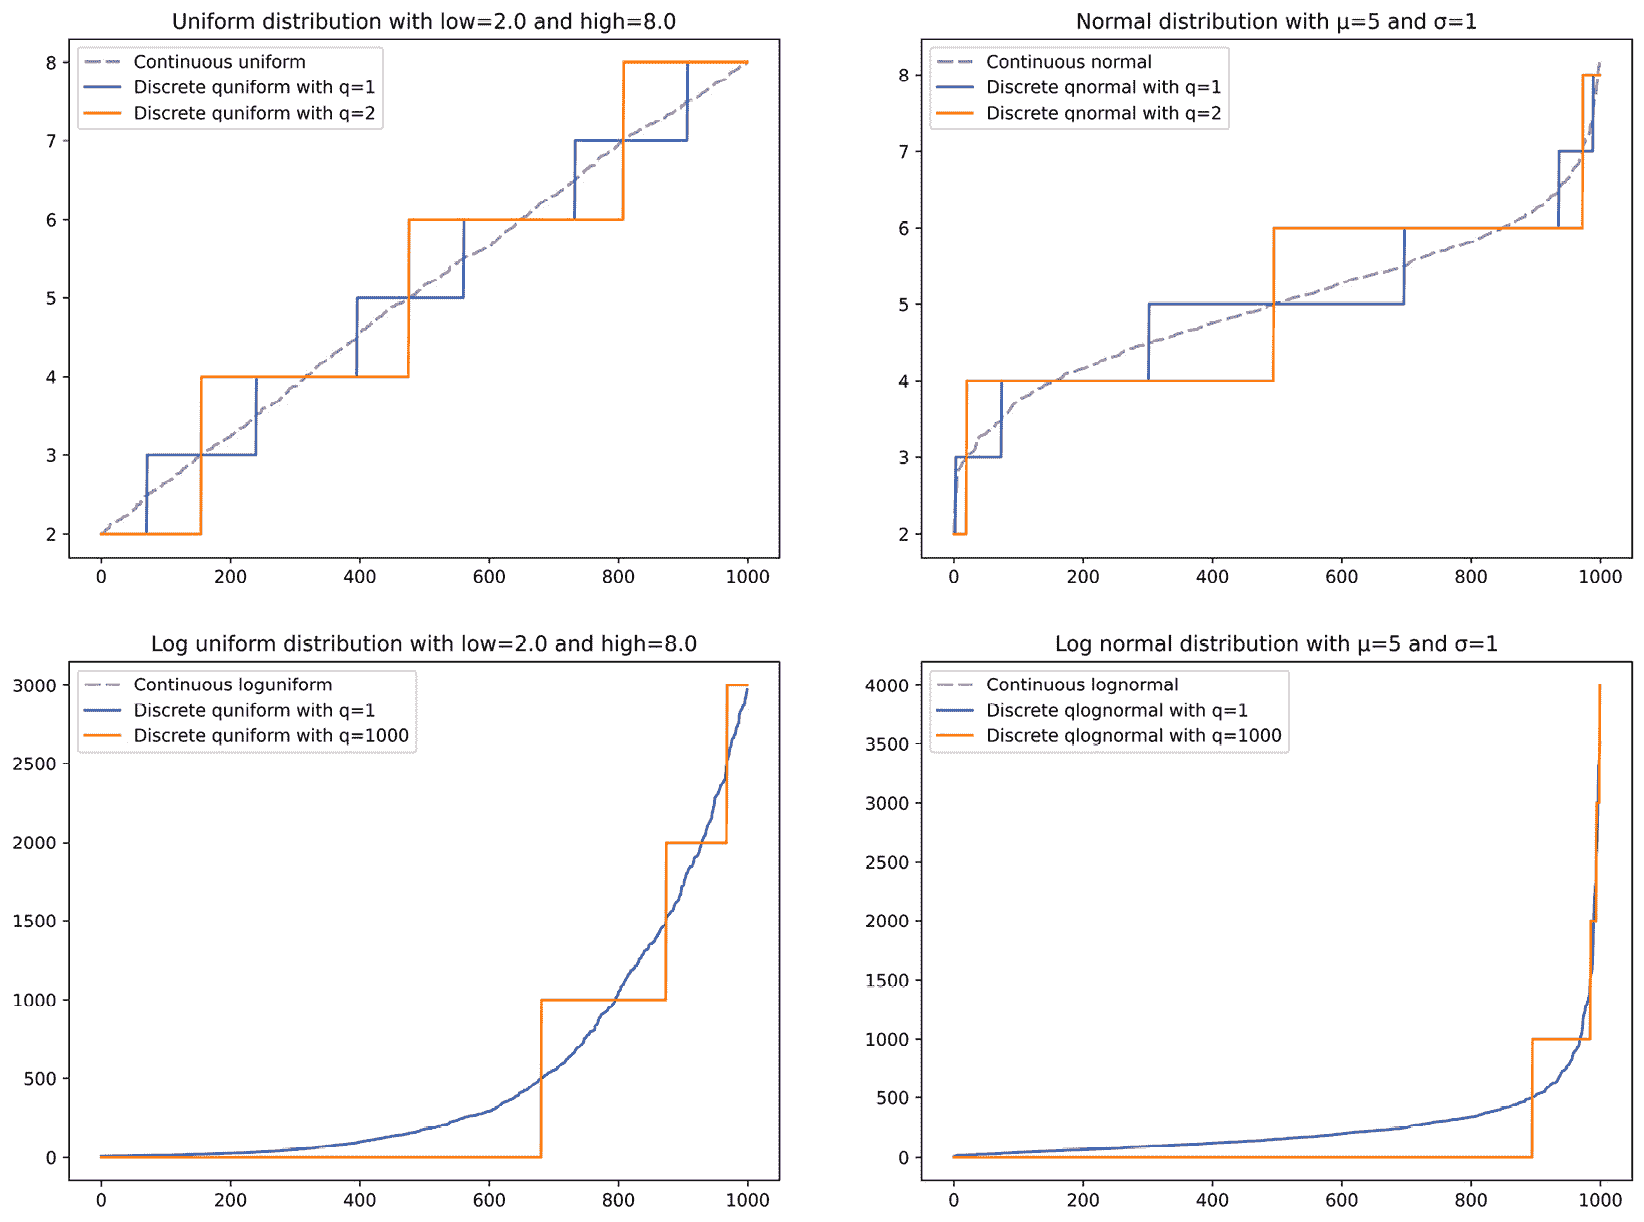 Uniform distribution with low=2.0 and high=8.0
Continuous uniform
Discrete quniform with q=1
Discrete quniform with q=2
8
7
6
5
4
3
2
0 200 400 600 800 1000
Normal distribution with μ=5 and σ=1
Continuous normal
Discrete qnormal with q=1
Discrete qnormal with q=2
8
7
6
5
4
3
2
0 200 400 600 800 1000
Log uniform distribution with low=2.0 and high=8.0
Continuous loguniform
Discrete quniform with q=1
Discrete quniform with q=1000
3000
2500
2000
1500
1000
500
0
0 200 400 600 800 1000
Log normal distribution with μ=5 and σ=1
Continuous lognormal
Discrete qlognormal with q=1
Discrete qlognormal with q=1000
4000
3500
3000
2500
2000
1500
1000
500
0
0 200 400 600 800 1000